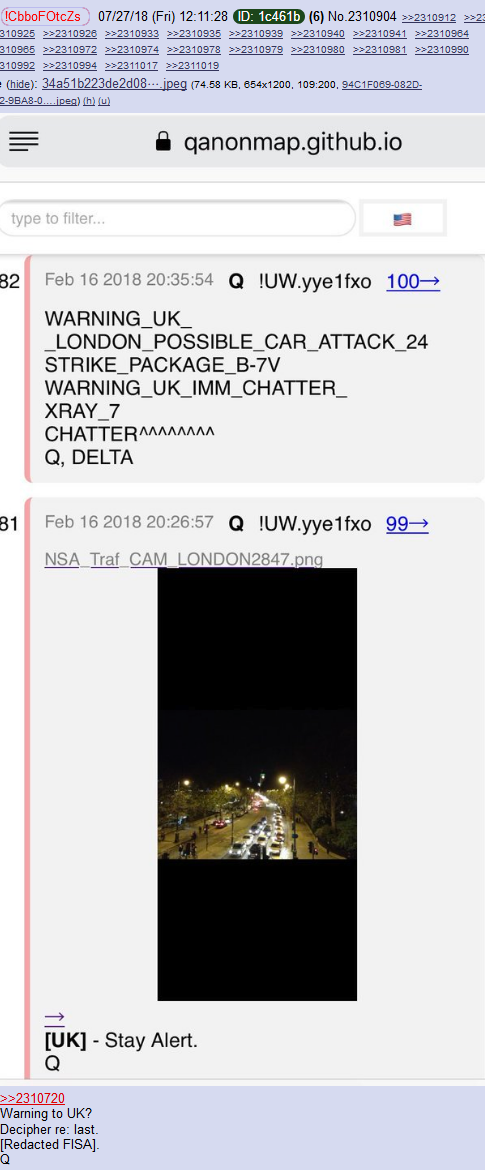 !CbboFOtcZs 07/27/18 (Fri) 12:11:28 ID: 1c461b (6) No.2310904 >>2310912
310925 >>2310926 >>2310933 >>2310935 >>2310939 >>2310940 >>2310941 >>2310964
310965 >>2310972 >>2310974 >>2310978 >>2310979 >>2310980 >>2310981 >>2310990
310992 >>2310994 >>2311017 >>2311019
(hide): 34a51b223de2d08⋯.jpeg (74.58 KB, 654x1200, 109:200, 94C1F069-082D-
2-9BA8-0….jpeg) (h) (u)
qanonmap.github.io
type to filter...
82 Feb 16 2018 20:35:54 Q !UW.yye1fxo 100→
WARNING_UK_
_LONDON_POSSIBLE_CAR_ATTACK_24
STRIKE_PACKAGE_B-7V
WARNING_UK_IMM_CHATTER_
XRAY_7
CHATTER^^^^^^^^
Q, DELTA
81 Feb 16 2018 20:26:57 Q !UW.yye1fxo 99→
NSA_Traf_CAM_LONDON2847.png
→
[UK] - Stay Alert.
Q
>>2310720
Warning to UK?
Decipher re: last.
[Redacted FISA].
Q